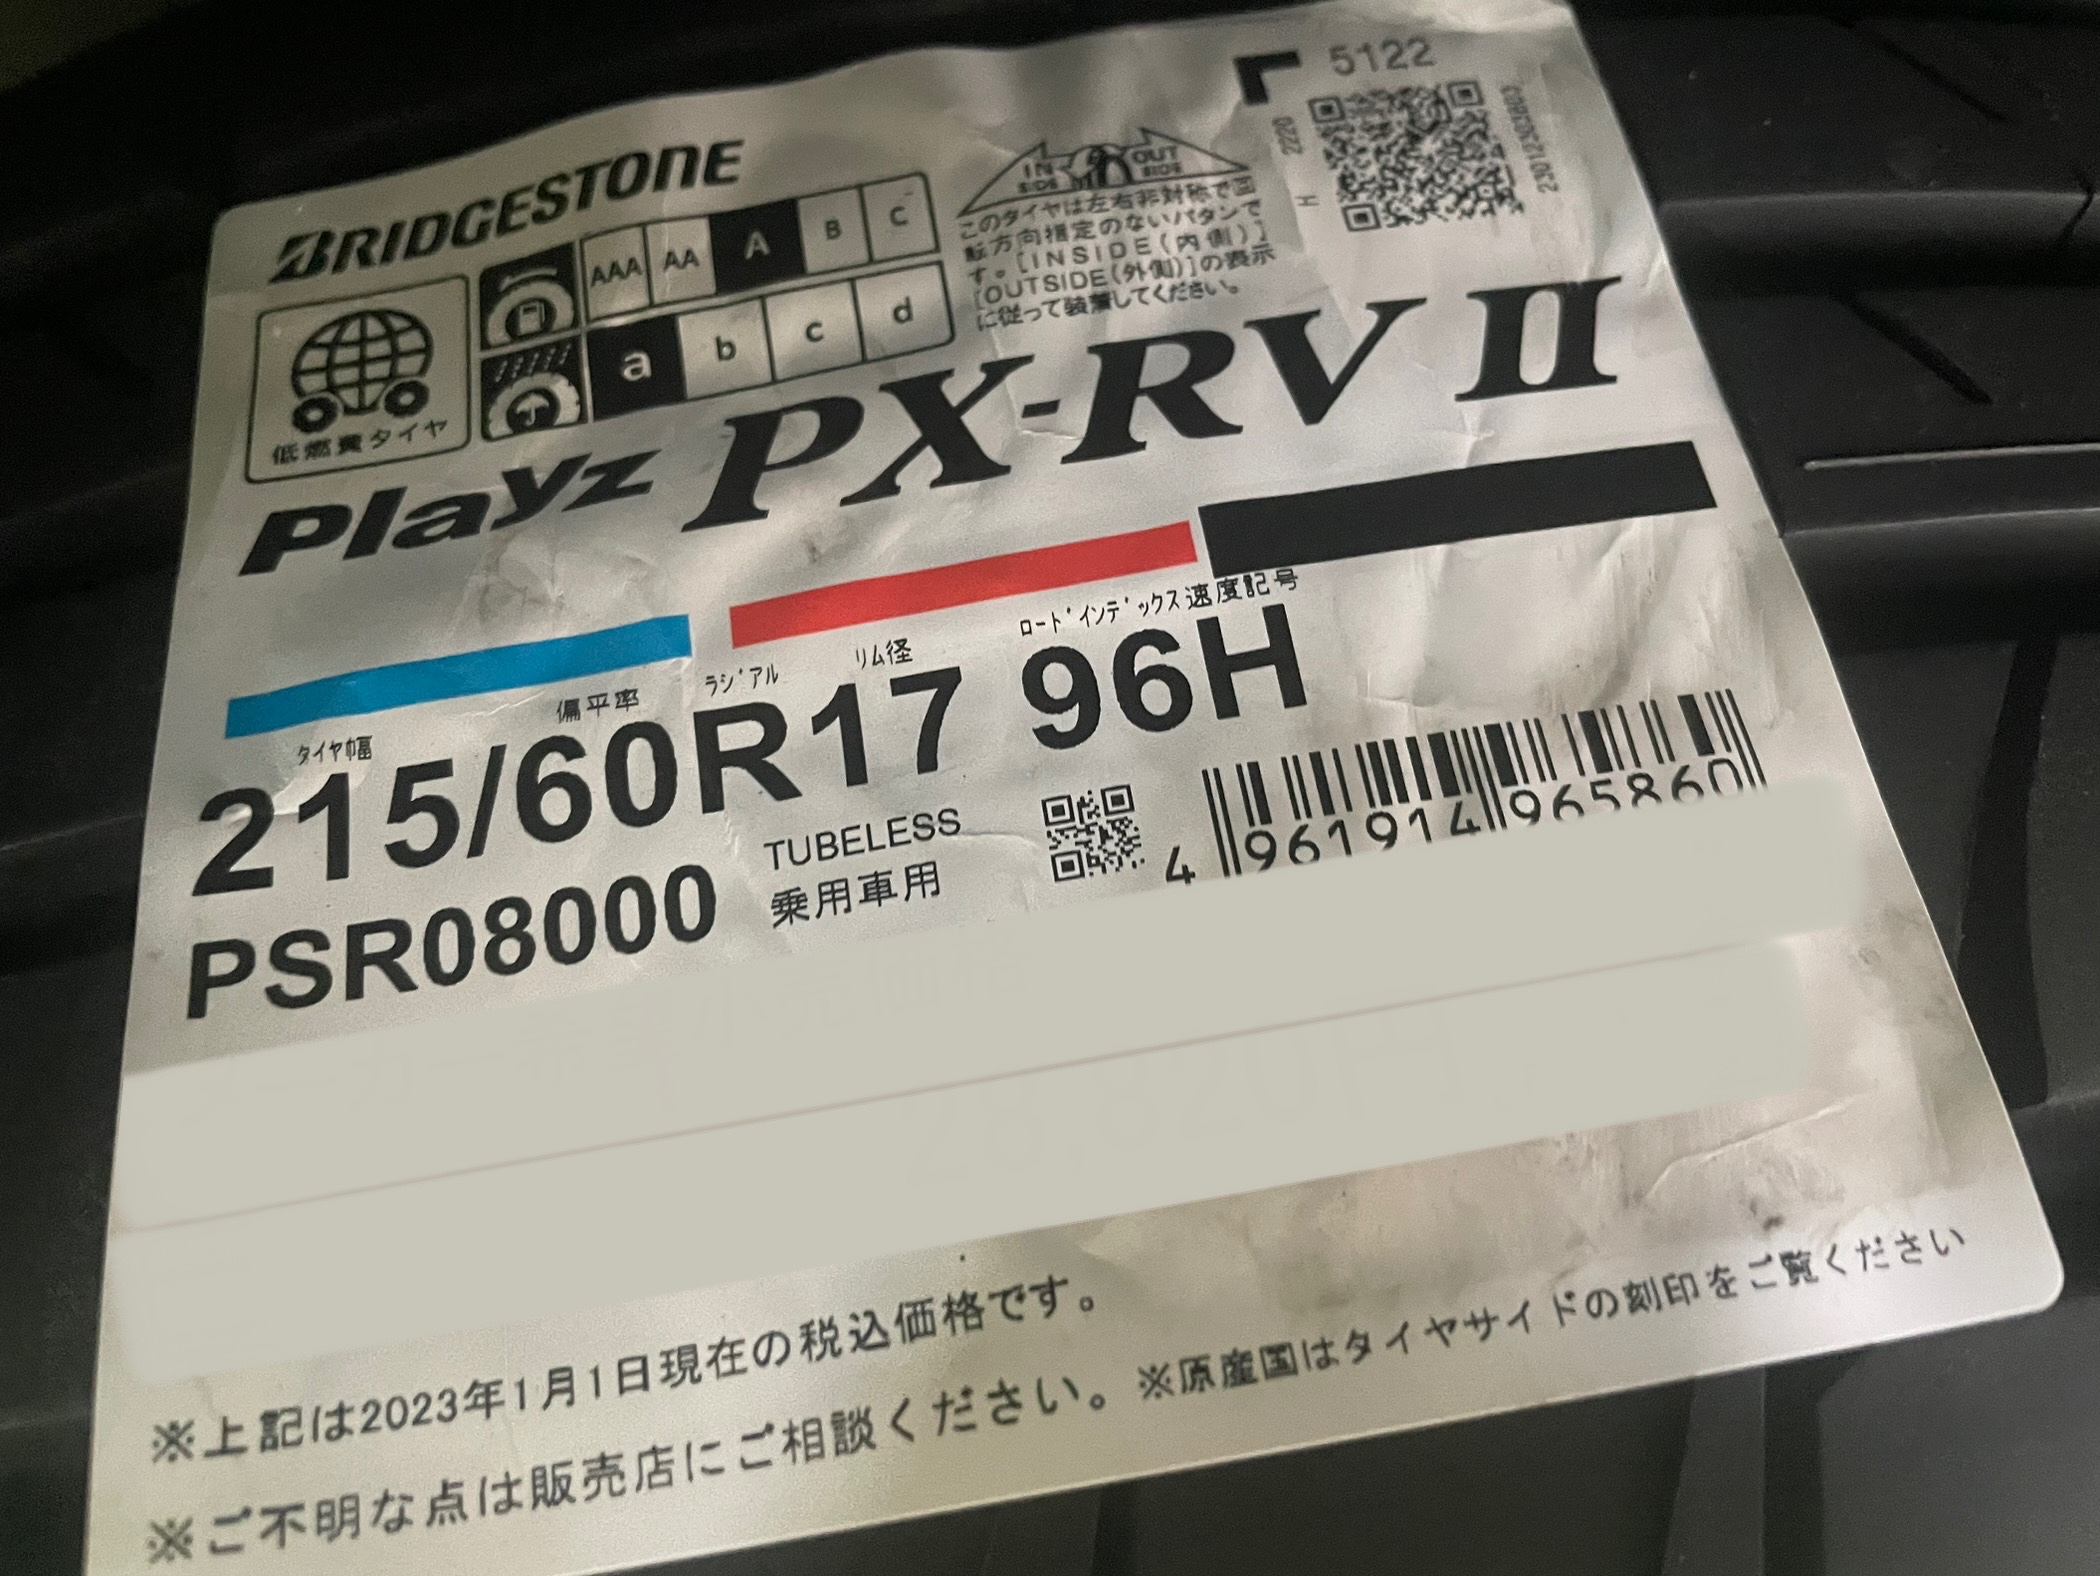 5122
BRIDGESTONE
AAA AA A B C
a b c d
低燃費タイヤ
IN SIDE OUT SIDE
このタイヤは左右非対称で回
転方向指定のないパタンで
す。[INSIDE(内側)]
[OUTSIDE(外側)]の表示
に従って装着してください。
2220
H
Playz PX-RV II
タイヤ幅 偏平率 ラジアル リム径 ロードインデックス 速度記号
215/60R17 96H
PSR08000
TUBELESS
乗用車用
4 961914 965860
※上記は2023年1月1日現在の税込価格です。
※ご不明な点は販売店にご相談ください。※原産国はタイヤサイドの刻印をご覧ください